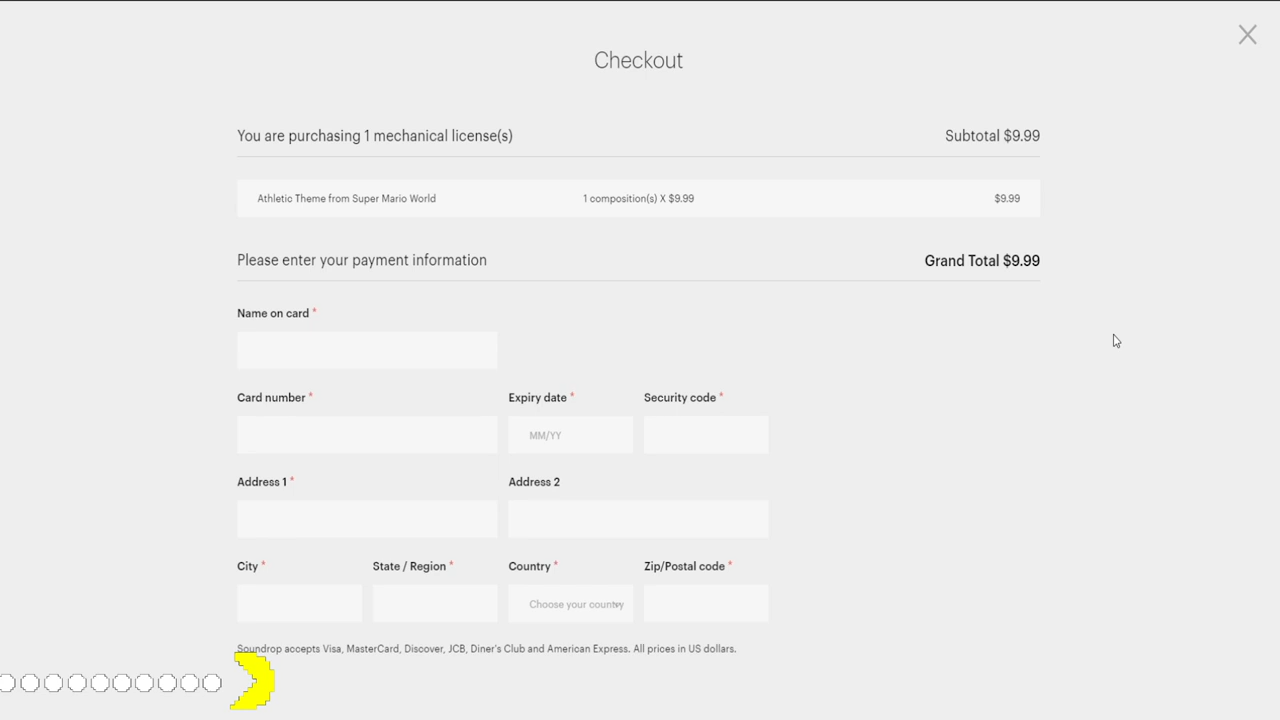 Checkout
You are purchasing 1 mechanical license(s) Subtotal $9.99
Athletic Theme from Super Mario World 1 composition(s) X $9.99 $9.99
Please enter your payment information Grand Total $9.99
Name on card *
Card number * Expiry date * Security code *
MM/YY
Address 1 * Address 2
City * State / Region * Country * Zip/Postal code *
Choose your country
Soundrop accepts Visa, MasterCard, Discover, JCB, Diner's Club and American Express. All prices in US dollars.